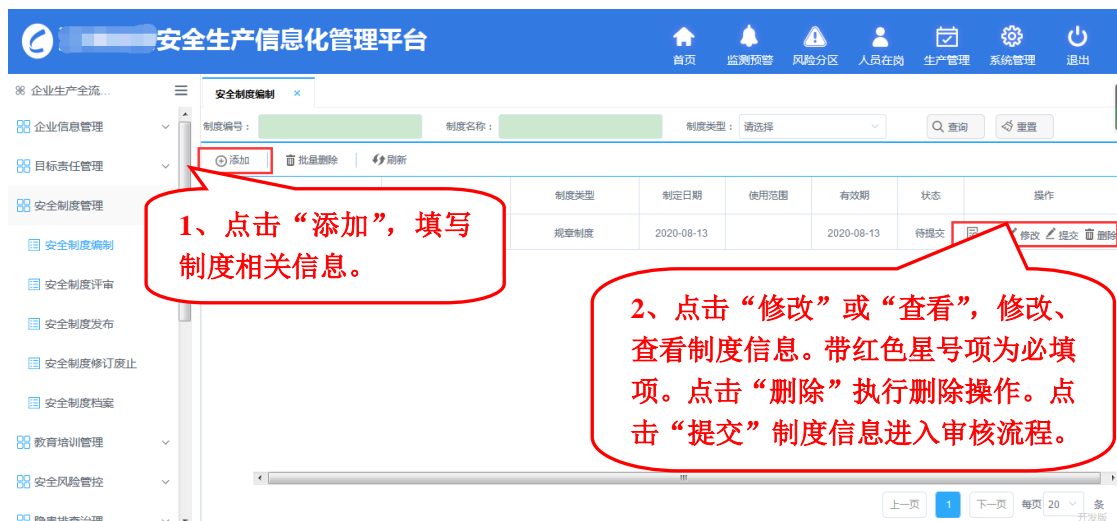 安全生产信息化管理平台
首页 监测预警 风险分区 人员在岗 生产管理 系统管理 退出
企业生产全流...
安全制度编制 ×
企业信息管理
制度编号： 制度名称： 制度类型： 请选择 查询 重置
目标责任管理
添加 批量删除 刷新
安全制度管理
制度类型 制定日期 使用范围 有效期 状态 操作
安全制度编制
规章制度 2020-08-13 2020-08-13 待提交 修改 提交 删除
1、点击“添加”，填写
制度相关信息。
安全制度评审
安全制度发布
安全制度修订废止
安全制度档案
2、点击“修改”或“查看”，修改、
查看制度信息。带红色星号项为必填
项。点击“删除”执行删除操作。点
击“提交”制度信息进入审核流程。
教育培训管理
安全风险管控
上一页 1 下一页 每页 20 条
开发版